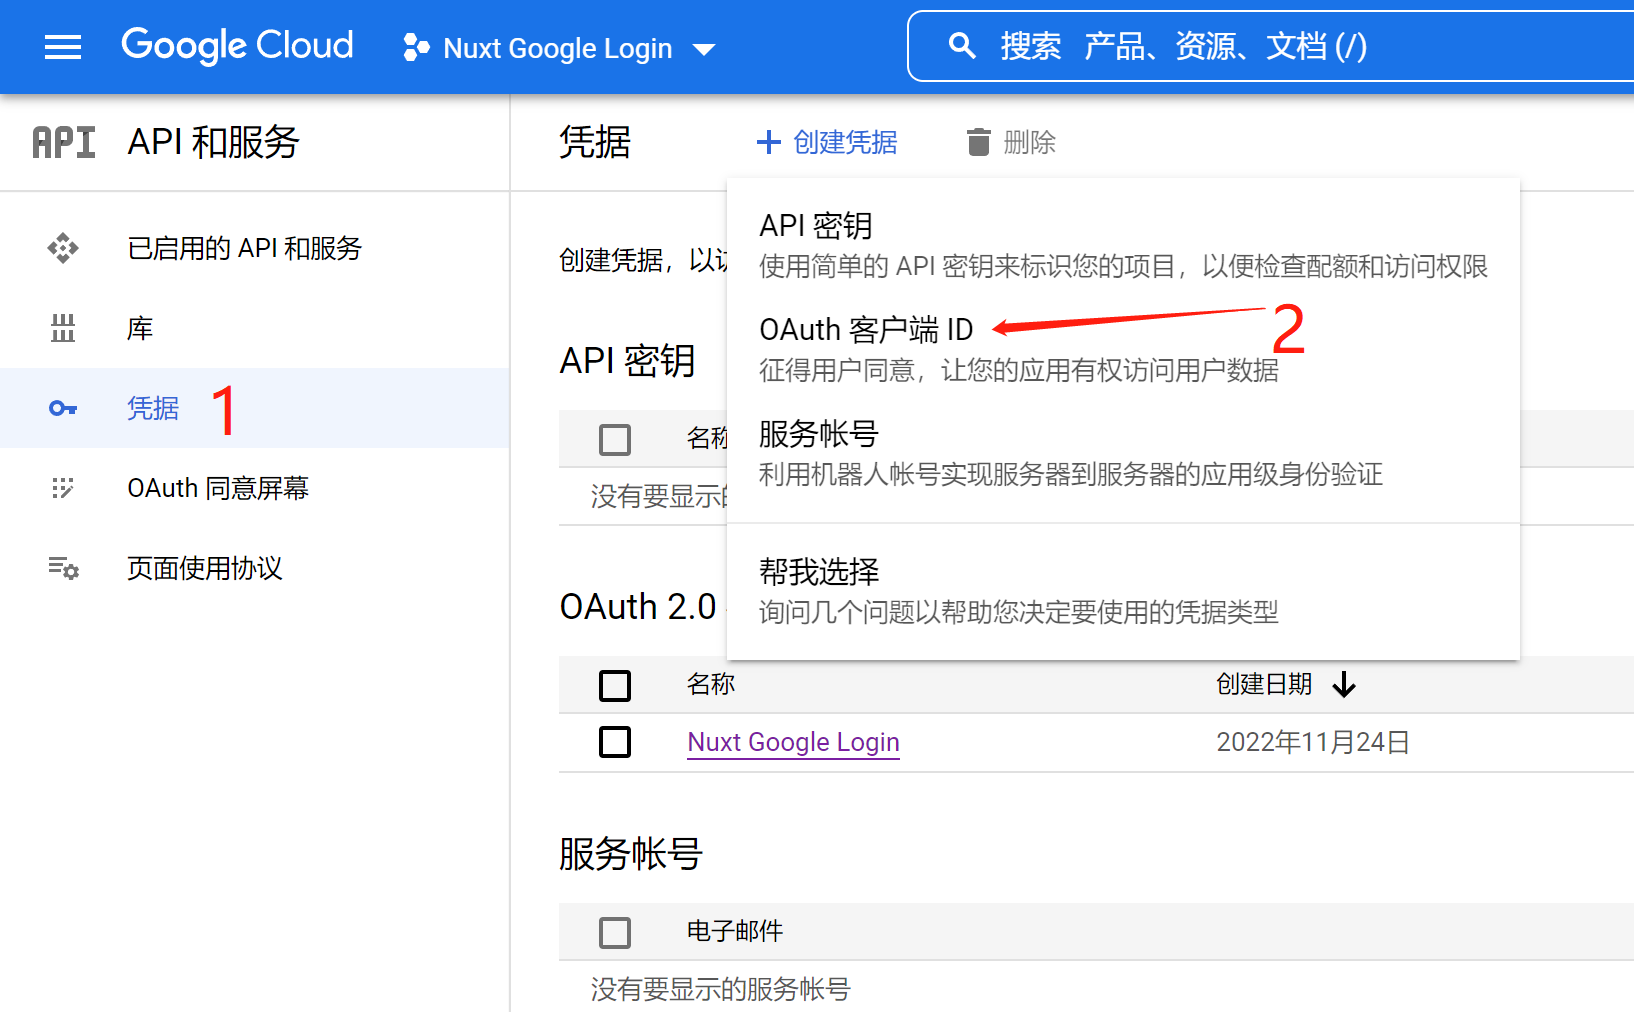 Google Cloud
Nuxt Google Login
搜索 产品、资源、文档 (/)
API
API 和服务
已启用的 API 和服务
库
凭据
1
OAuth 同意屏幕
页面使用协议
凭据
创建凭据
删除
创建凭据，以
API 密钥
使用简单的 API 密钥来标识您的项目，以便检查配额和访问权限
OAuth 客户端 ID
2
征得用户同意，让您的应用有权访问用户数据
服务帐号
利用机器人帐号实现服务器到服务器的应用级身份验证
帮我选择
询问几个问题以帮助您决定要使用的凭据类型
API 密钥
名称
没有要显示的
OAuth 2.0
名称
创建日期
Nuxt Google Login
2022年11月24日
服务帐号
电子邮件
没有要显示的服务帐号